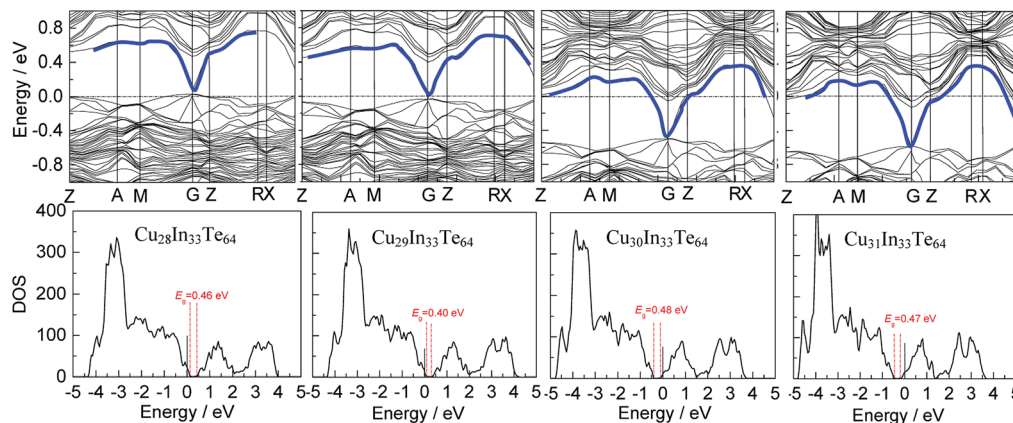 Energy / eV
0.8
0.4
0.0
-0.4
-0.8
Z A M G Z R X
Z A M G Z R X
Z A M G Z R X
Z A M G Z R X
DOS
400
300
200
100
0
Cu28In33Te64
Eg=0.46 eV
-5 -4 -3 -2 -1 0 1 2 3 4 5
Energy / eV
Cu29In33Te64
Eg=0.40 eV
-5 -4 -3 -2 -1 0 1 2 3 4 5
Energy / eV
Cu30In33Te64
Eg=0.48 eV
-5 -4 -3 -2 -1 0 1 2 3 4 5
Energy / eV
Cu31In33Te64
Eg=0.47 eV
-5 -4 -3 -2 -1 0 1 2 3 4 5
Energy / eV